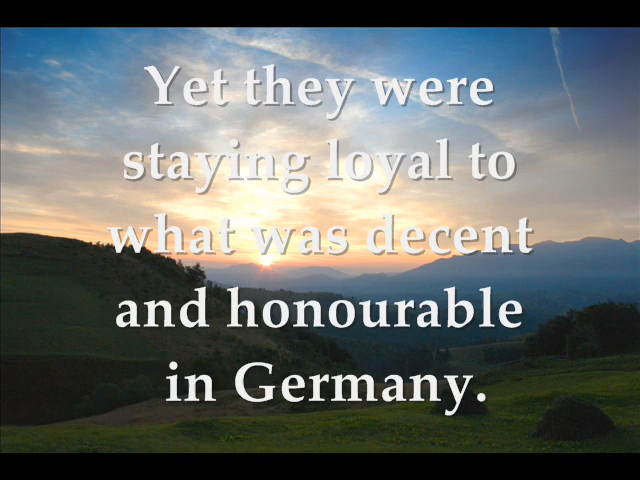 Yet they were
staying loyal to
what was decent
and honourable
in Germany.